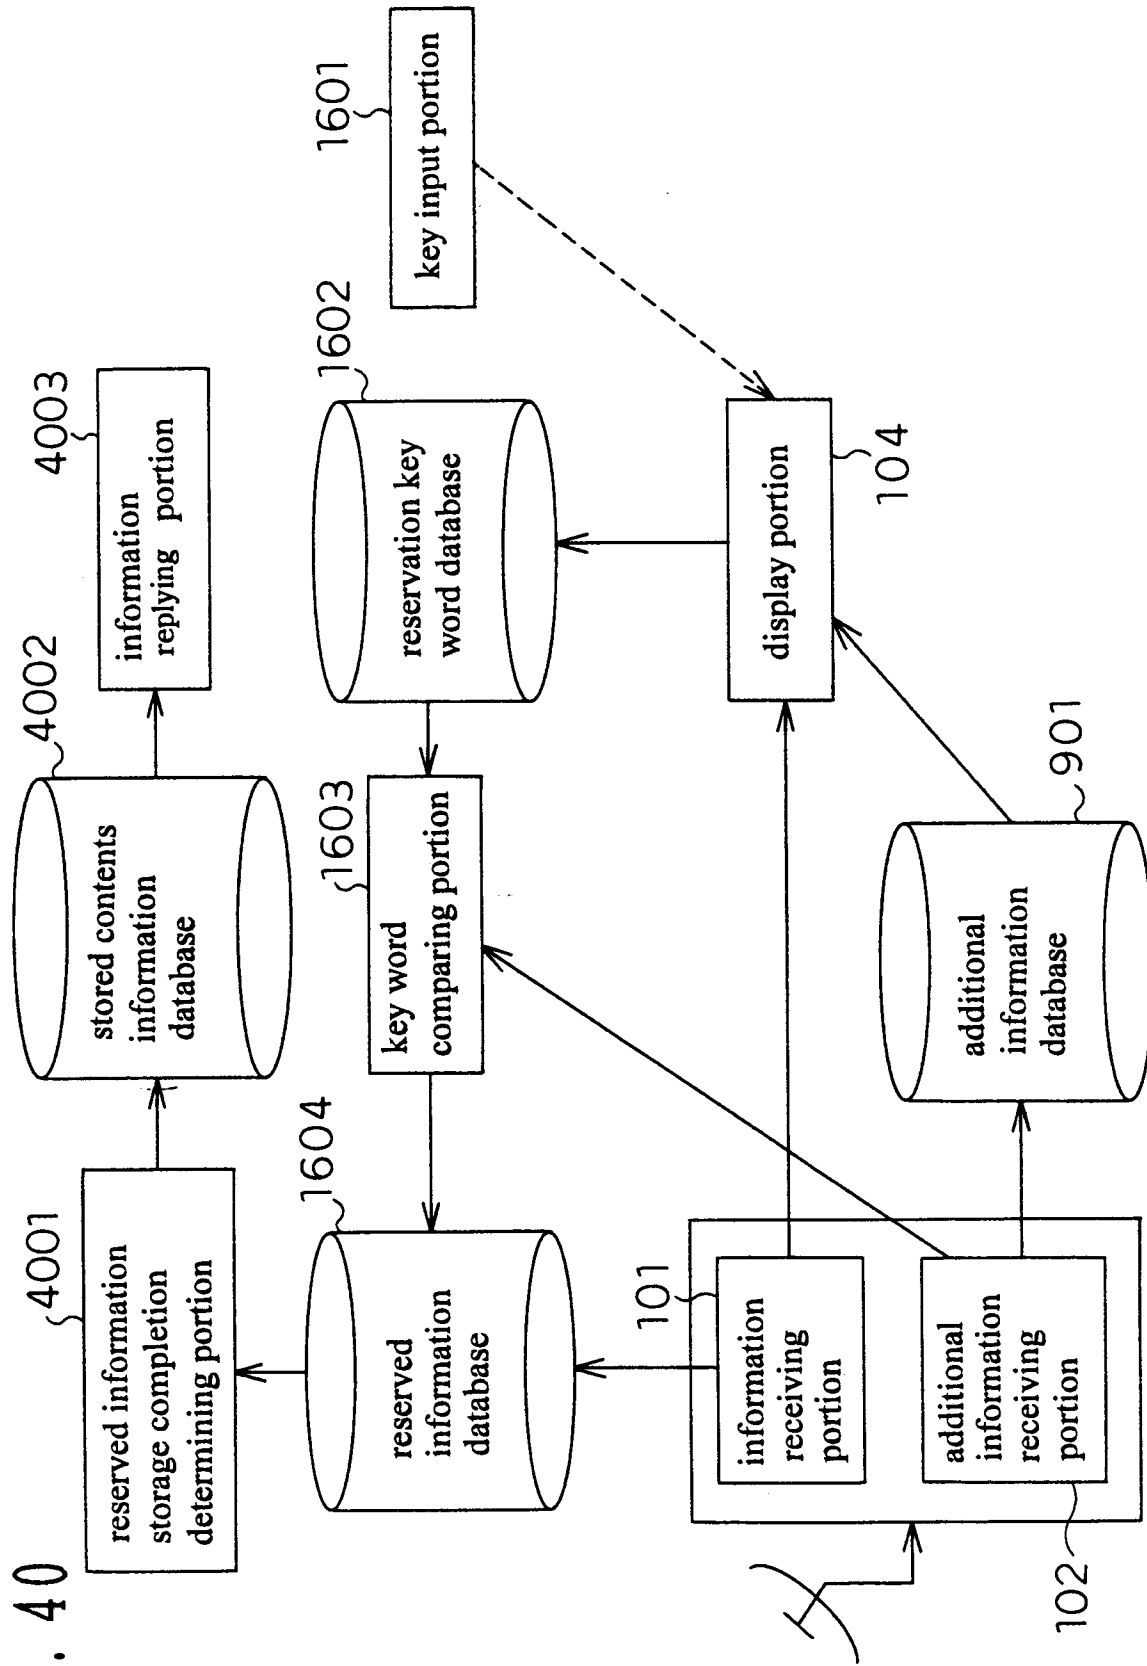 . 40
4001
reserved information
storage completion
determining portion
4002
stored contents
information
database
4003
information
replying portion
1604
reserved
information
database
1603
key word
comparing portion
1602
reservation key
word database
1601
key input portion
101
information
receiving
portion
102
additional
information
receiving
portion
901
additional
information
database
display portion
104